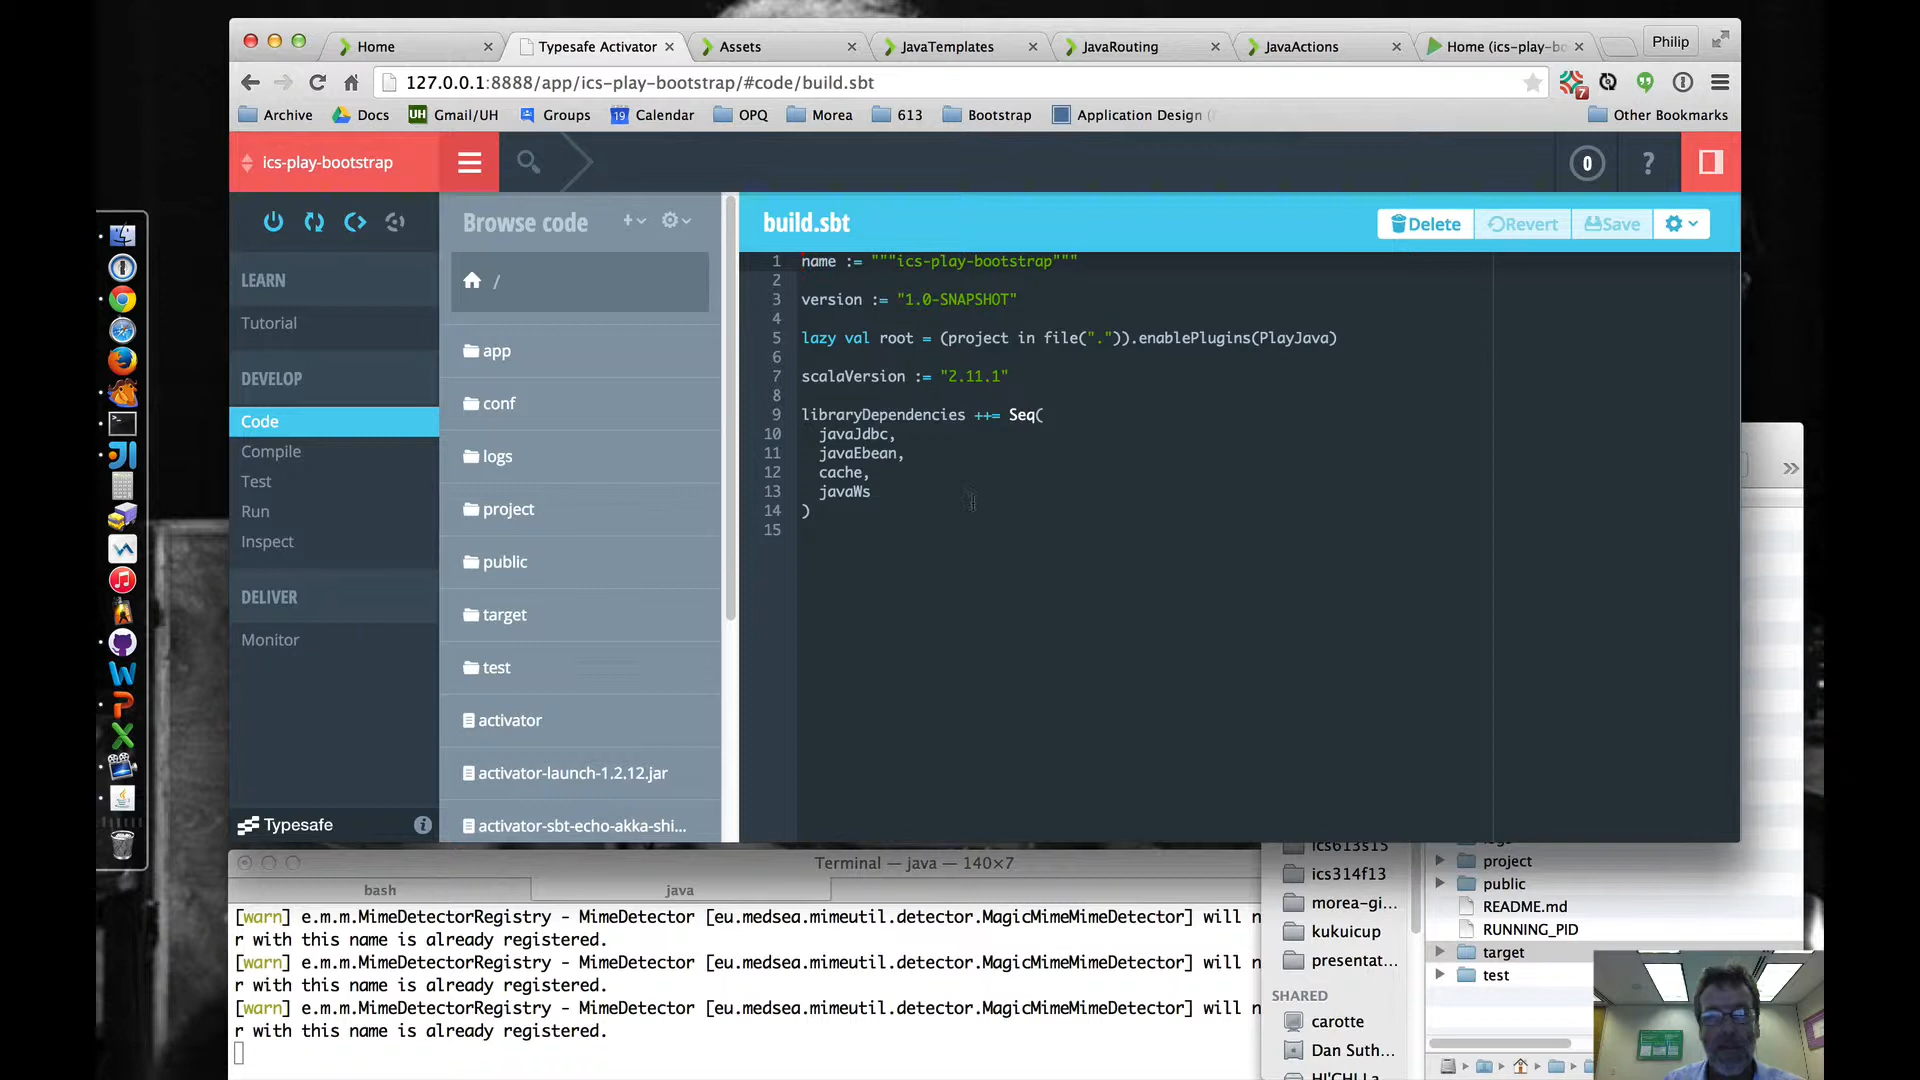 Home
Typesafe Activator
Assets
JavaTemplates
JavaRouting
JavaActions
Home (ics-play-bo
Philip
127.0.0.1:8888/app/ics-play-bootstrap/#code/build.sbt
7
Archive
Docs
UH Gmail/UH
Groups
19 Calendar
OPQ
Morea
613
Bootstrap
Application Design (
Other Bookmarks
ics-play-bootstrap
0
?
LEARN
Tutorial
DEVELOP
Code
Compile
Test
Run
Inspect
DELIVER
Monitor
Typesafe
Browse code
/
app
conf
logs
project
public
target
test
activator
activator-launch-1.2.12.jar
activator-sbt-echo-akka-shi...
build.sbt
Delete
Revert
Save
1 name := """ics-play-bootstrap"""
2
3 version := "1.0-SNAPSHOT"
4
5 lazy val root = (project in file(".")).enablePlugins(PlayJava)
6
7 scalaVersion := "2.11.1"
8
9 libraryDependencies ++= Seq(
10 javaJdbc,
11 javaEbean,
12 cache,
13 javaWs
14 )
15
Terminal — java — 140×7
bash
java
[warn] e.m.m.MimeDetectorRegistry - MimeDetector [eu.medsea.mimeutil.detector.MagicMimeMimeDetector] will n
r with this name is already registered.
[warn] e.m.m.MimeDetectorRegistry - MimeDetector [eu.medsea.mimeutil.detector.MagicMimeMimeDetector] will n
r with this name is already registered.
[warn] e.m.m.MimeDetectorRegistry - MimeDetector [eu.medsea.mimeutil.detector.MagicMimeMimeDetector] will n
r with this name is already registered.
ics613s15
ics314f13
morea-gi...
kukuicup
presentat...
SHARED
carotte
Dan Suth...
project
public
README.md
RUNNING_PID
target
test